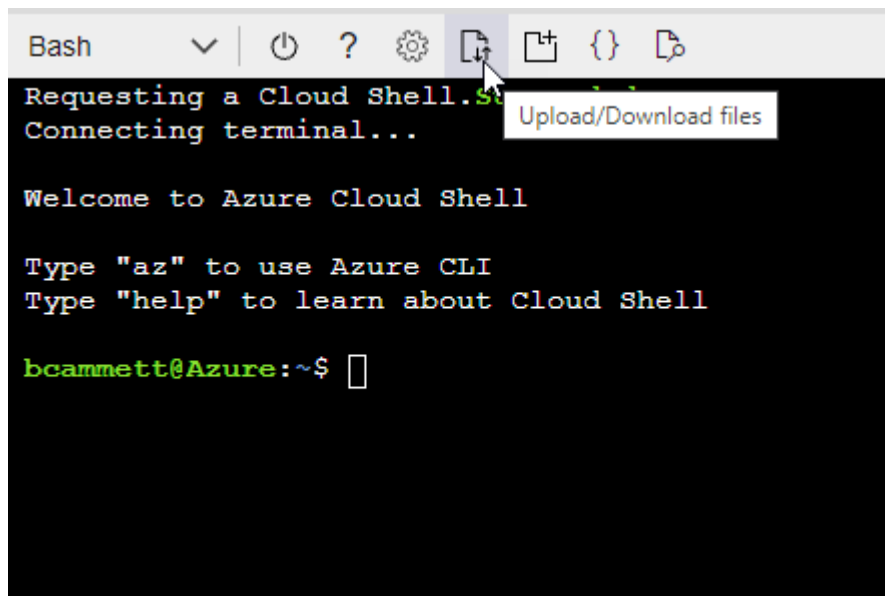 Bash
?
{}
Requesting a Cloud Shell.
Upload/Download files
Connecting terminal...
Welcome to Azure Cloud Shell
Type "az" to use Azure CLI
Type "help" to learn about Cloud Shell
bcammett@Azure:~$